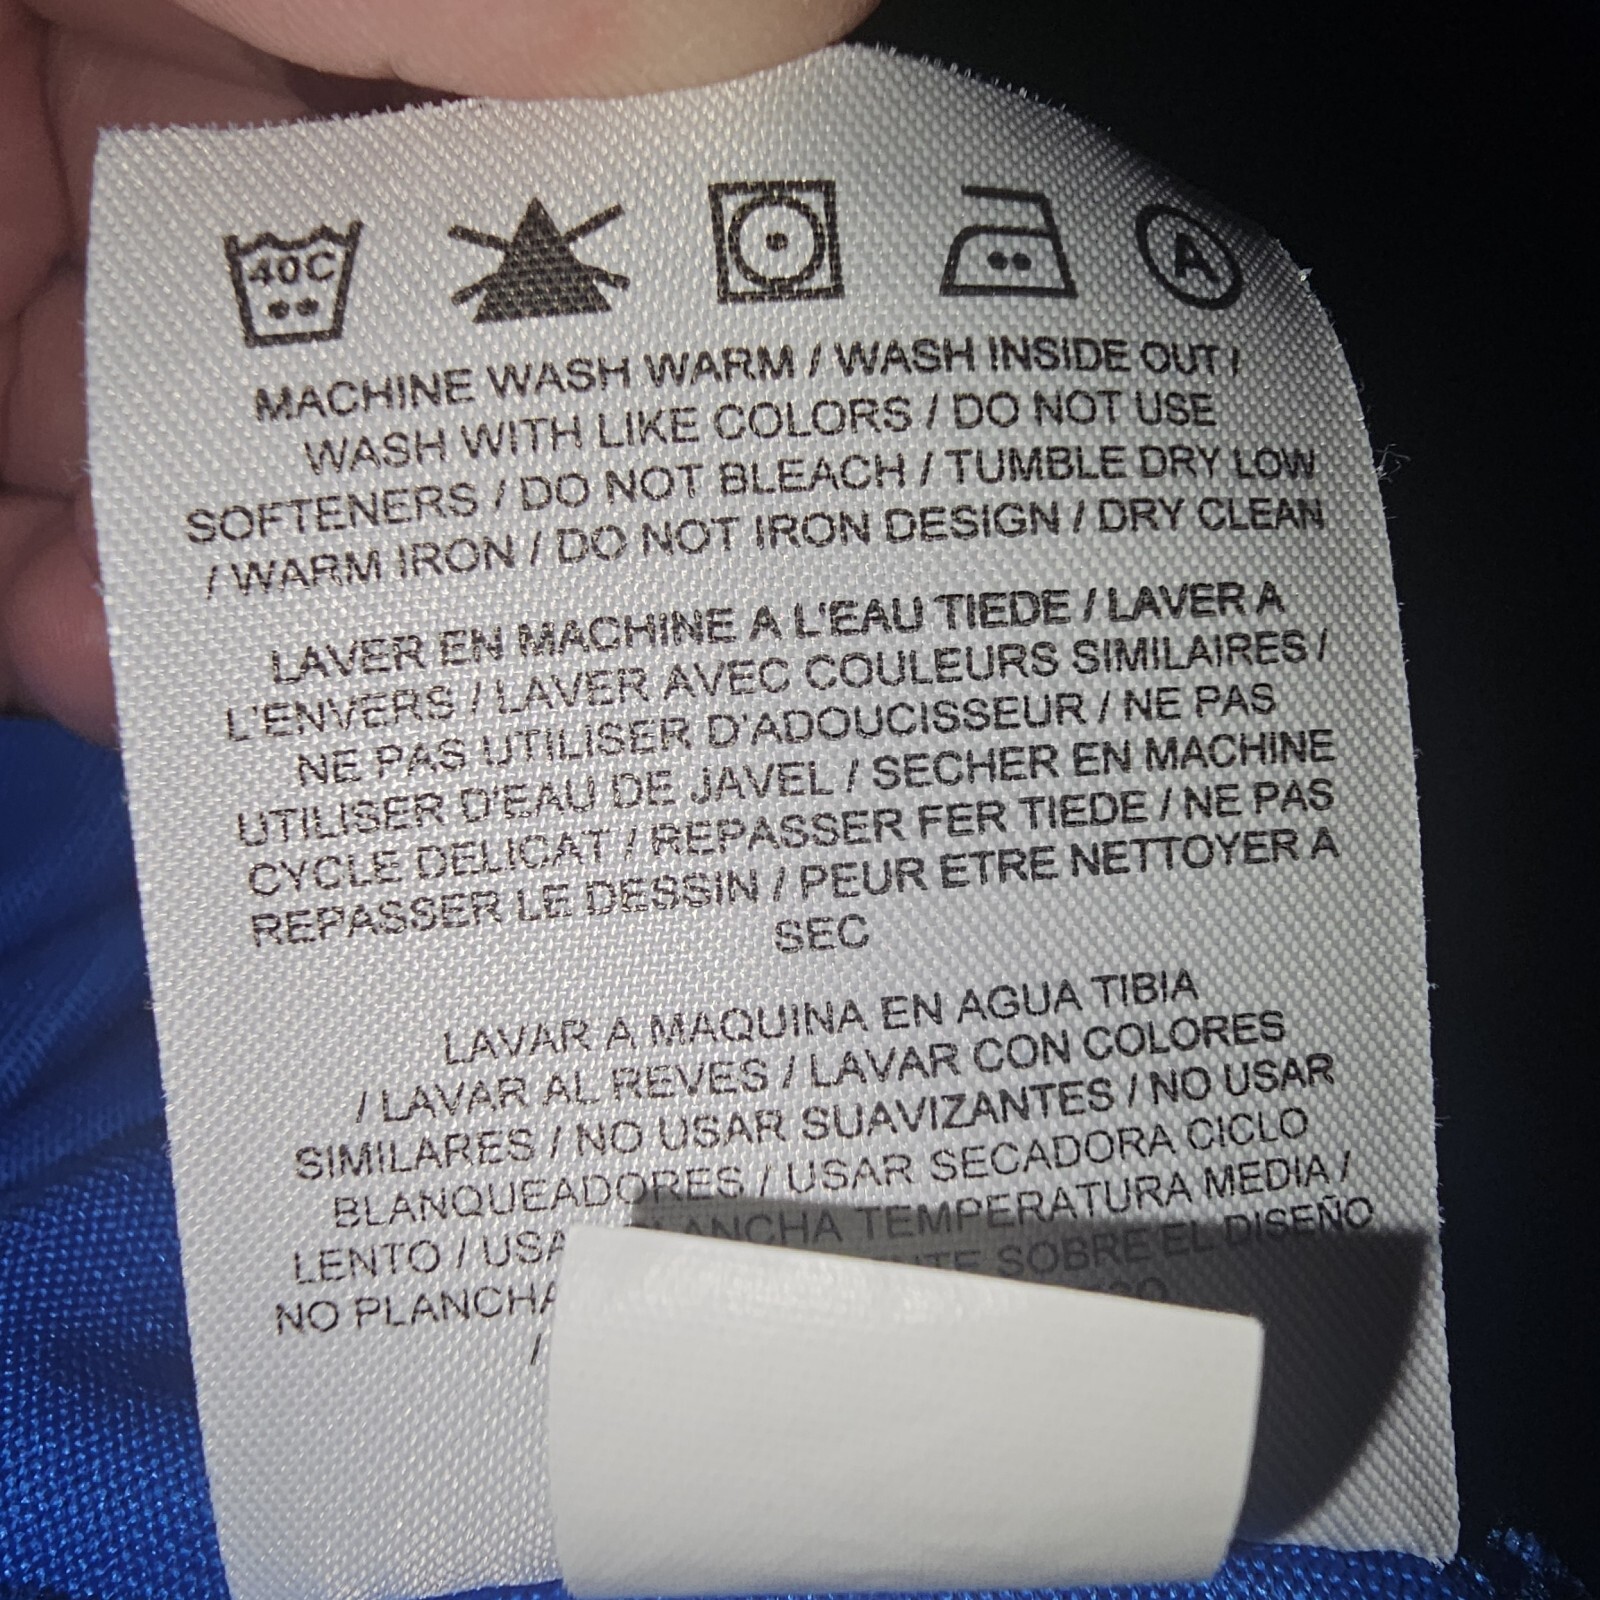 40C
A
MACHINE WASH WARM / WASH INSIDE OUT /
WASH WITH LIKE COLORS / DO NOT USE
SOFTENERS / DO NOT BLEACH / TUMBLE DRY LOW
/ WARM IRON / DO NOT IRON DESIGN / DRY CLEAN
LAVER EN MACHINE A L'EAU TIEDE / LAVER A
L'ENVERS / LAVER AVEC COULEURS SIMILAIRES /
NE PAS UTILISER D'ADOUCISSEUR / NE PAS
UTILISER D'EAU DE JAVEL / SECHER EN MACHINE
CYCLE DELICAT / REPASSER FER TIEDE / NE PAS
REPASSER LE DESSIN / PEUR ETRE NETTOYER A
SEC
LAVAR A MAQUINA EN AGUA TIBIA
/ LAVAR AL REVES / LAVAR CON COLORES
SIMILARES / NO USAR SUAVIZANTES / NO USAR
BLANQUEADORES / USAR SECADORA CICLO
LENTO / TEMPERATURA MEDIA /
NO SOBRE EL DISEÑO
/